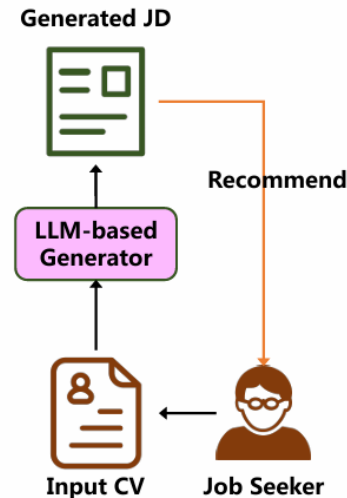 Generated JD
Recommend
LLM-based
Generator
Input CV
Job Seeker